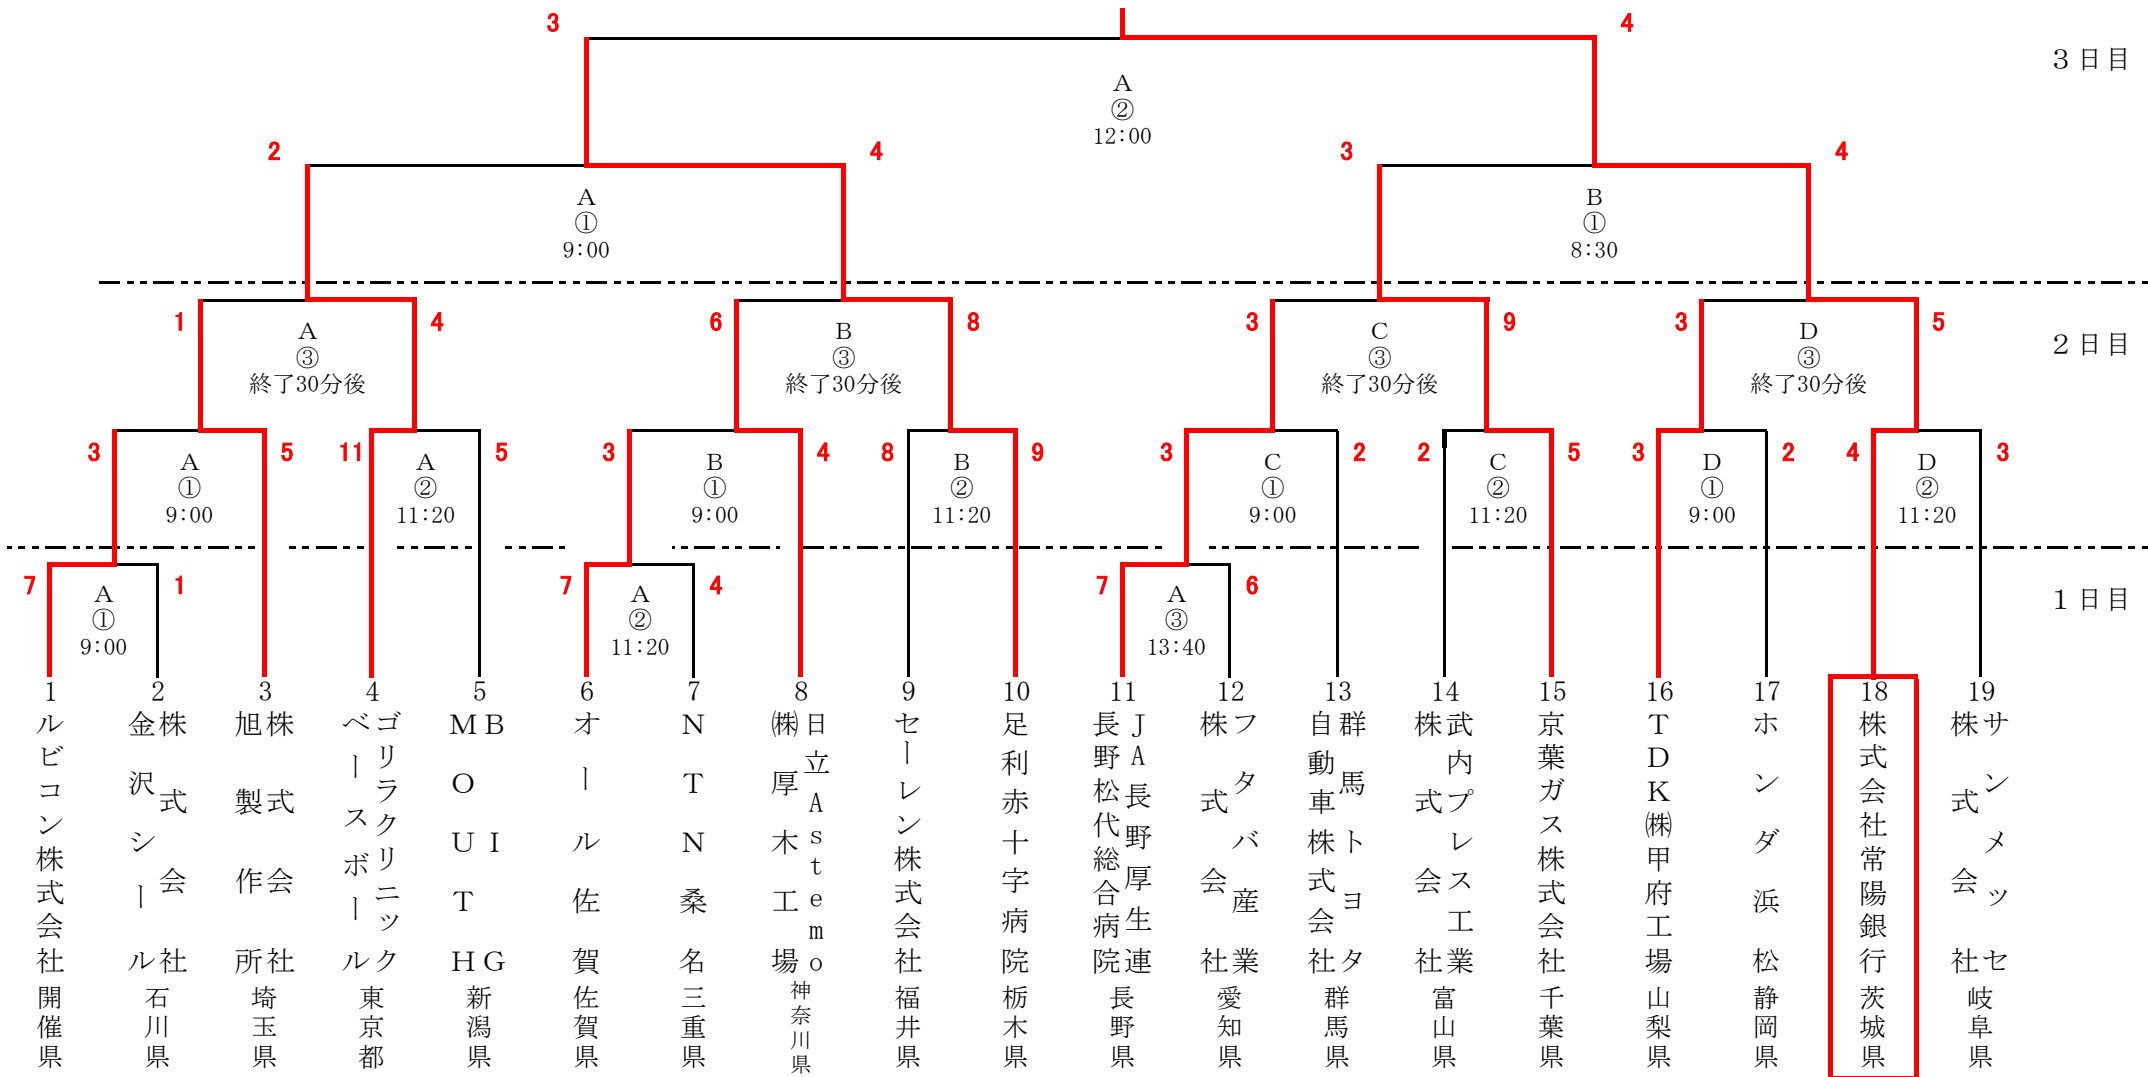 3 4
3日目
A
②
12:00
2 4 3 4
A B
① ①
9:00 8:30
1 4 6 8 3 9 3 5
A B C D
③ ③ ③ ③
終了30分後 終了30分後 終了30分後 終了30分後
2日目
3 5 11 5 3 4 8 9 3 2 2 5 3 2 4 3
A A B B C C D D
① ② ① ② ① ② ① ②
9:00 11:20 9:00 11:20 9:00 11:20 9:00 11:20
7 1 7 4 7 6
A A A
① ② ③
9:00 11:20 13:40
1日目
1 2 3 4 5 6 7 8 9 10 11 12 13 14 15 16 17 18 19
ルビコン株式会社
開催県
金沢シール
株式会社
石川県
株式会社
旭製作所
埼玉県
ゴリラクリニック
ベースボール
東京都
BIG
MOUTH
新潟県
オール佐賀
佐賀県
NTN桑名
三重県
日立Astemo
㈱厚木工場
神奈川県
セーレン株式会社
福井県
足利赤十字病院
栃木県
JA長野厚生連
長野松代総合病院
長野県
フタバ産業
株式会社
愛知県
群馬トヨタ
自動車株式会社
群馬県
武内プレス工業
株式会社
富山県
京葉ガス株式会社
千葉県
TDK㈱甲府工場
山梨県
ホンダ浜松
静岡県
株式会社常陽銀行
茨城県
サンメッセ
株式会社
岐阜県